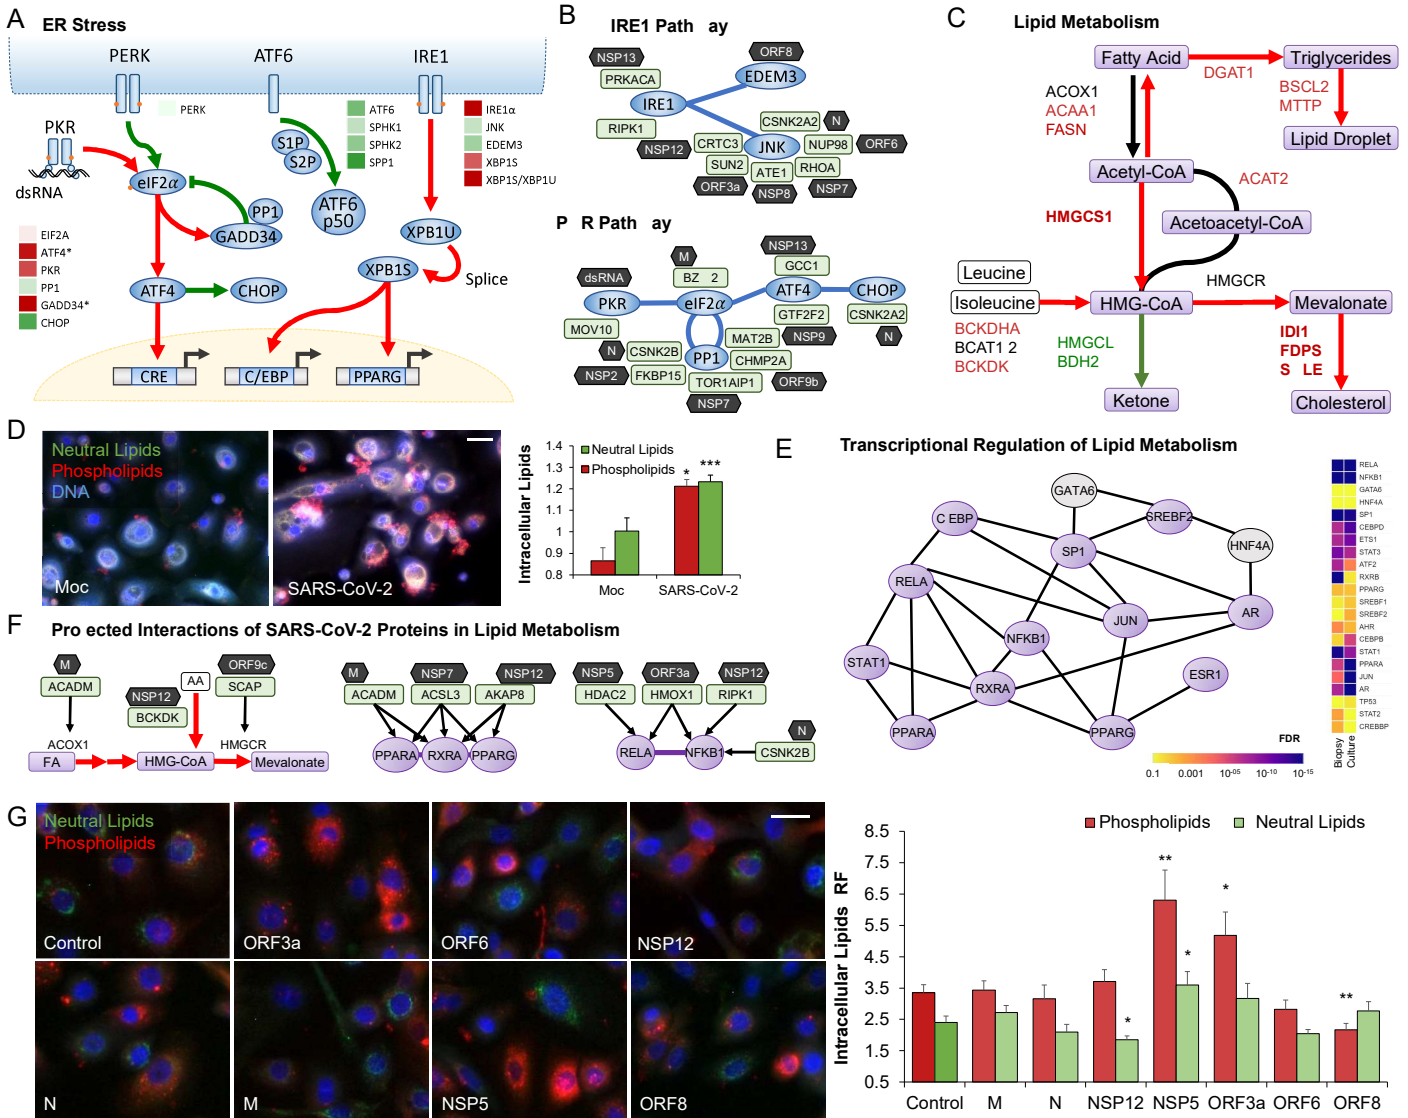 A
ER Stress
PERK
ATF6
IRE1
PERK
ATF6
SPHK1
SPHK2
SPP1
IRE1α
JNK
EDEM3
XBP1S
XBP1S/XBP1U
PKR
dsRNA
S1P
S2P
eIF2α
ATF6
p50
PP1
GADD34
XPB1U
EIF2A
ATF4*
PKR
PP1
GADD34*
CHOP
ATF4
CHOP
XPB1S
Splice
CRE
C/EBP
PPARG
B
IRE1 Path ay
NSP13
PRKACA
ORF8
EDEM3
IRE1
RIPK1
NSP12
CSNK2A2
N
CRTC3
JNK
NUP98
ORF6
SUN2
RHOA
ATE1
ORF3a
NSP8
NSP7
P R Path ay
M
NSP13
dsRNA
BZ 2
GCC1
PKR
eIF2α
ATF4
CHOP
MOV10
GTF2F2
CSNK2A2
N
CSNK2B
MAT2B
NSP9
N
PP1
CHMP2A
NSP2
FKBP15
TOR1AIP1
ORF9b
NSP7
C
Lipid Metabolism
Fatty Acid
Triglycerides
DGAT1
ACOX1
ACAA1
FASN
BSCL2
MTTP
Lipid Droplet
Acetyl-CoA
ACAT2
HMGCS1
Acetoacetyl-CoA
Leucine
Isoleucine
HMG-CoA
HMGCR
Mevalonate
BCKDHA
BCAT1 2
BCKDK
HMGCL
BDH2
IDI1
FDPS
S LE
Ketone
Cholesterol
D
Neutral Lipids
Phospholipids
DNA
Moc
SARS-CoV-2
Intracellular Lipids
1.4
1.3
1.2
1.1
1
0.9
0.8
Neutral Lipids
Phospholipids
*
***
Moc
SARS-CoV-2
E
Transcriptional Regulation of Lipid Metabolism
GATA6
C EBP
SREBF2
SP1
HNF4A
RELA
JUN
AR
NFKB1
STAT1
RXRA
ESR1
PPARA
PPARG
RELA
NFKB1
GATA6
HNF4A
SP1
CEBPD
ETS1
STAT3
ATF2
RXRB
PPARG
SREBF1
SREBF2
AHR
CEBPB
STAT1
PPARA
JUN
AR
TP53
STAT2
CREBBP
Biopsy
Culture
FDR
0.1 0.001 10-05 10-10 10-15
F
Pro ected Interactions of SARS-CoV-2 Proteins in Lipid Metabolism
M
ACADM
NSP12
BCKDK
AA
ORF9c
SCAP
ACOX1
HMGCR
FA
HMG-CoA
Mevalonate
M
NSP7
NSP12
ACADM
ACSL3
AKAP8
PPARA
RXRA
PPARG
NSP5
ORF3a
NSP12
HDAC2
HMOX1
RIPK1
N
RELA
NFKB1
CSNK2B
G
Neutral Lipids
Phospholipids
Control
ORF3a
ORF6
NSP12
N
M
NSP5
ORF8
Intracellular Lipids RF
8.5
7.5
6.5
5.5
4.5
3.5
2.5
1.5
0.5
Phospholipids
Neutral Lipids
*
**
*
*
**
Control M N NSP12 NSP5 ORF3a ORF6 ORF8